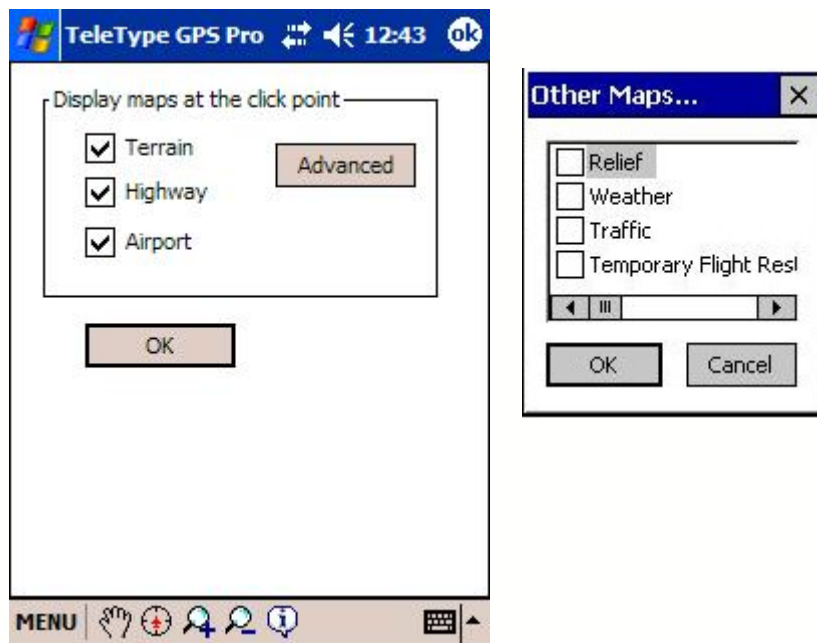 TeleType GPS Pro 12:43 ok
Display maps at the click point
Terrain
Advanced
Highway
Airport
OK
MENU
Other Maps...
Relief
Weather
Traffic
Temporary Flight Res
OK Cancel